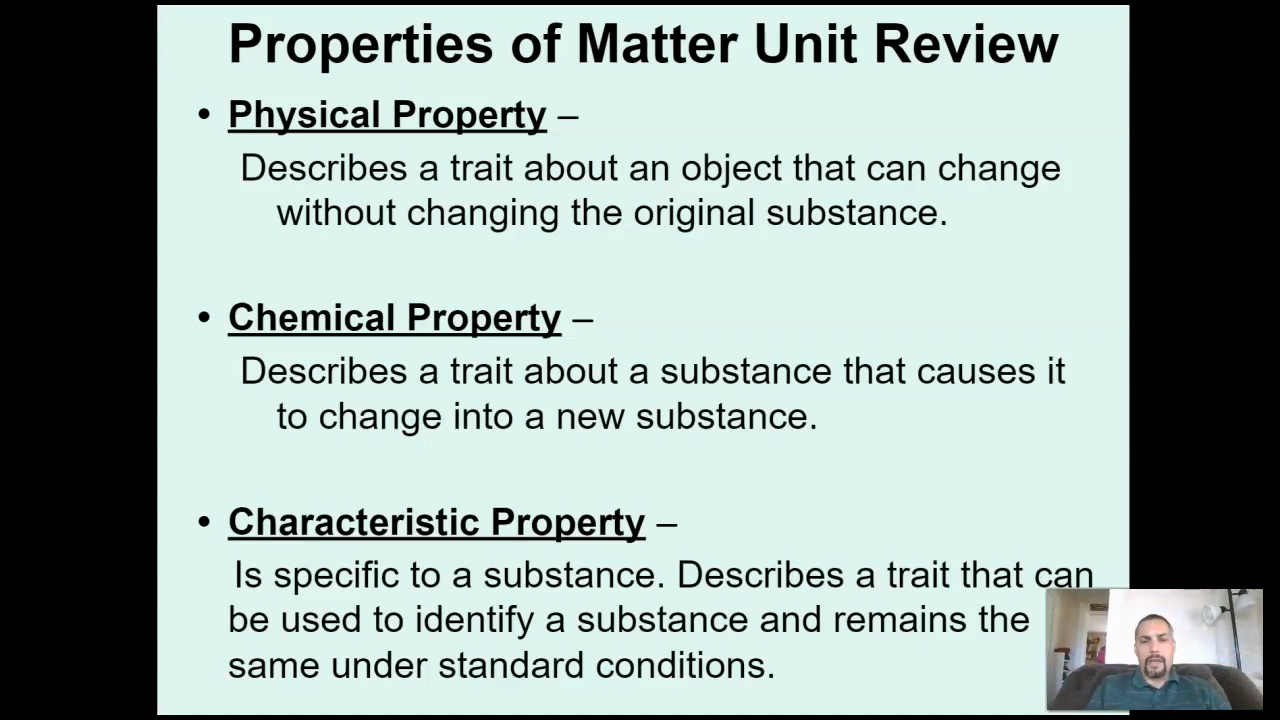 Properties of Matter Unit Review
• Physical Property –
Describes a trait about an object that can change
without changing the original substance.
• Chemical Property –
Describes a trait about a substance that causes it
to change into a new substance.
• Characteristic Property –
Is specific to a substance. Describes a trait that can
be used to identify a substance and remains the
same under standard conditions.